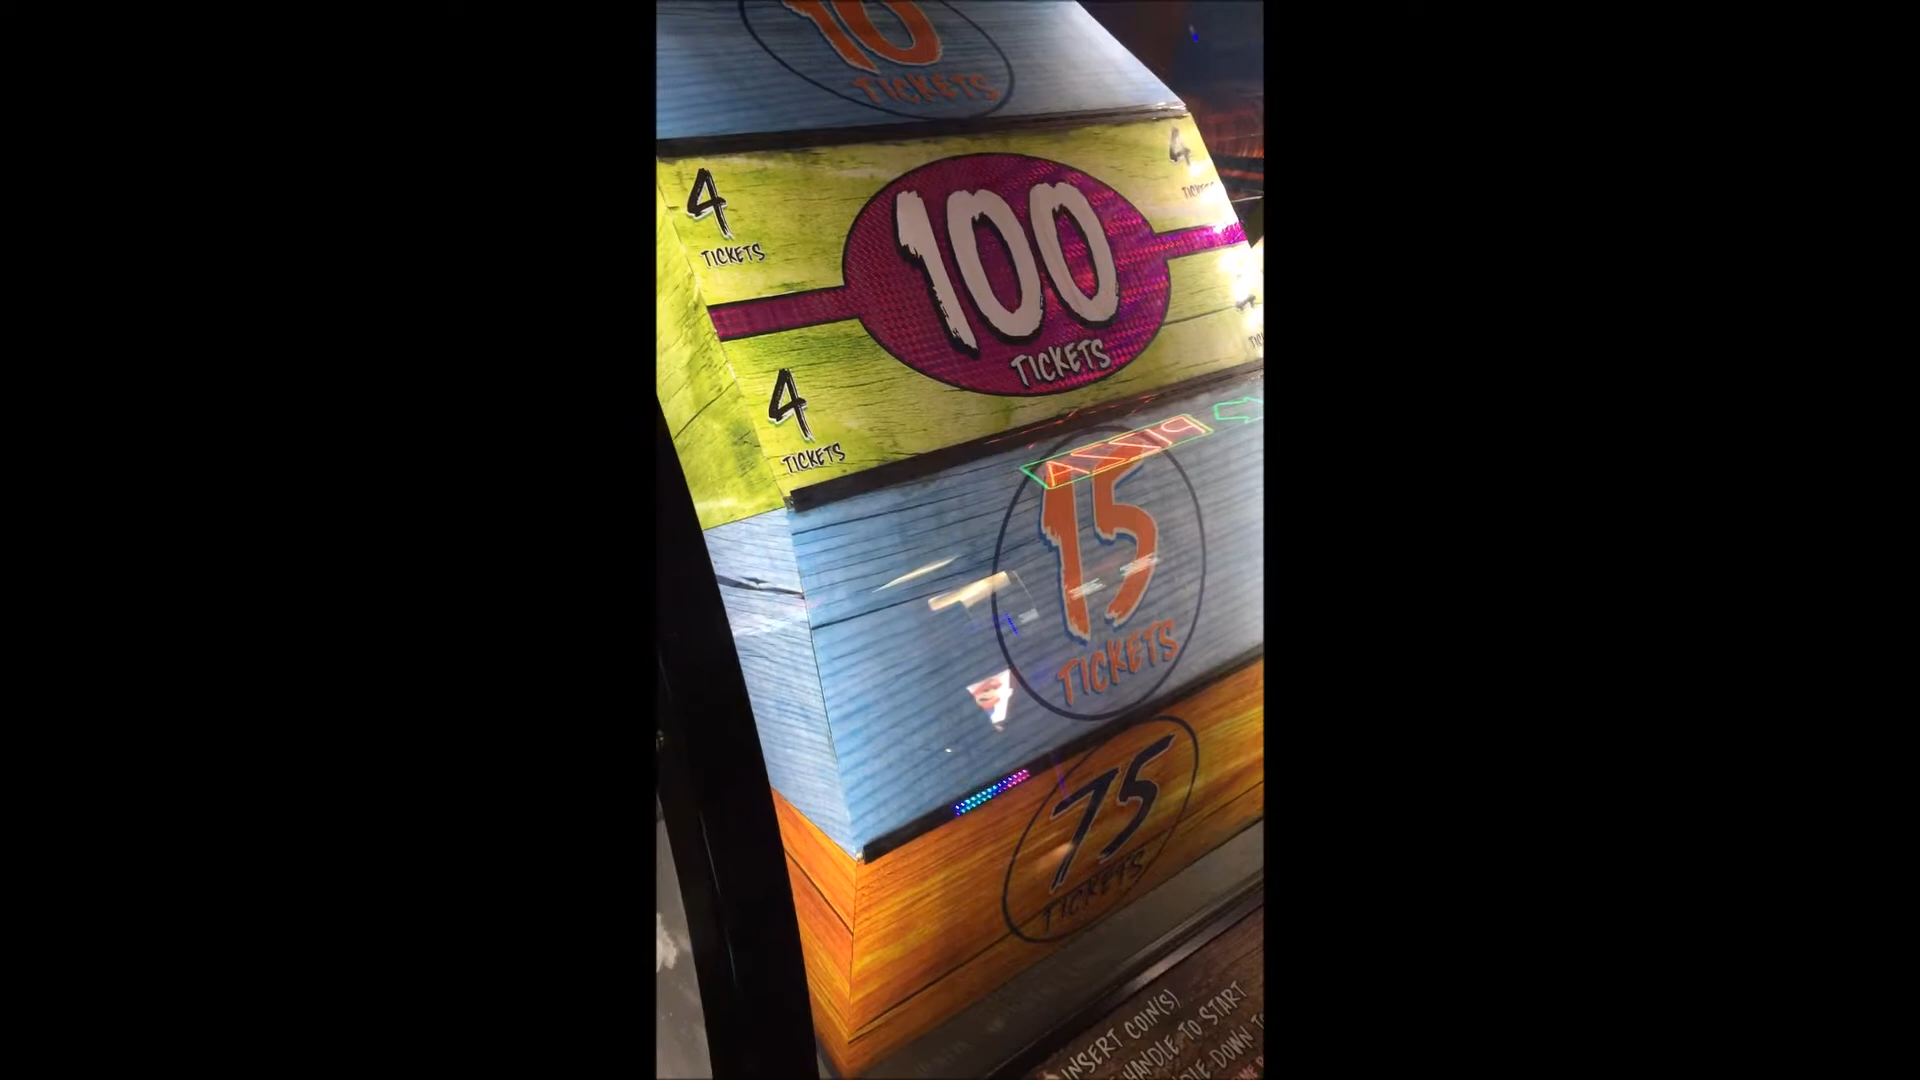 10
TICKETS
4
TICKETS
4
TICKETS
100
TICKETS
4
TICKETS
PIZZA
15
TICKETS
75
TICKETS
INSERT COIN(S)
HANDLE TO START
DOWN